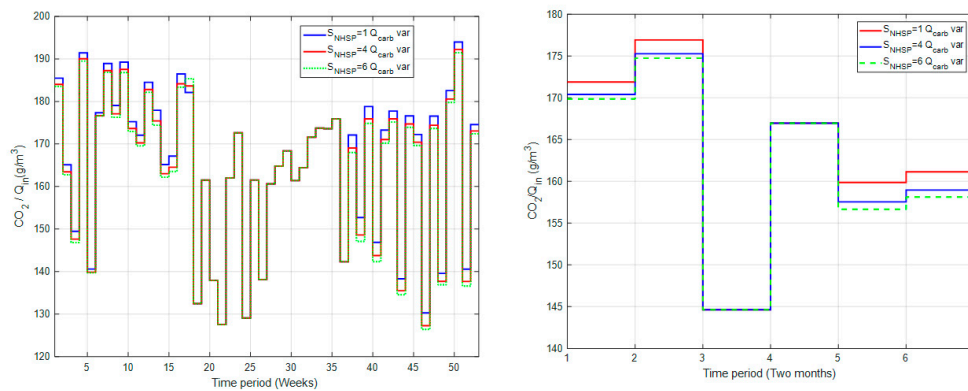 200
190
180
170
160
150
140
130
120
CO2 / Qin(g/m3)
5 10 15 20 25 30 35 40 45 50
Time period (Weeks)
SNHSP=1 Qcarb var
SNHSP=4 Qcarb var
SNHSP=6 Qcarb var
180
175
170
165
160
155
150
145
140
CO2/Qin (g/m3)
1 2 3 4 5 6
Time period (Two months)
SNHSP=1 Qcarb var
SNHSP=4 Qcarb var
SNHSP=6 Qcarb var